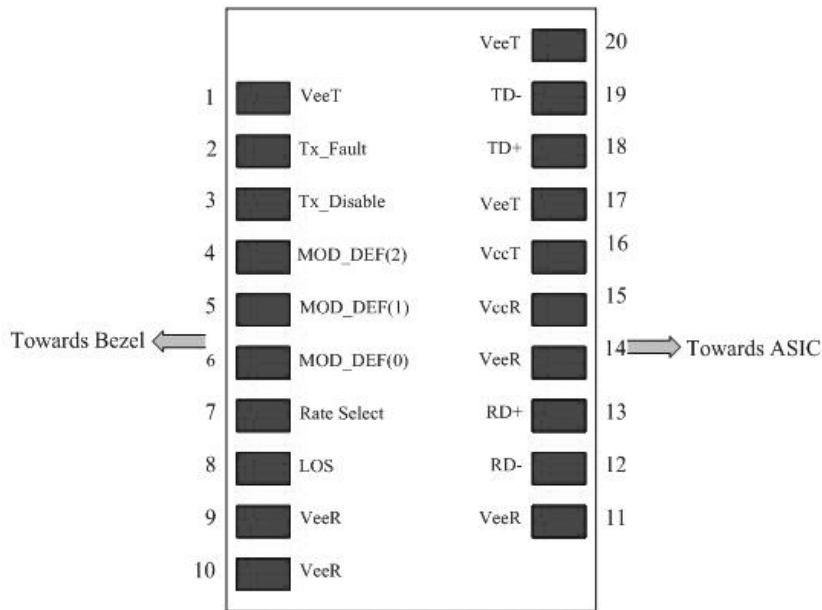 VeeT 20
1 VeeT TD- 19
2 Tx_Fault TD+ 18
3 Tx_Disable VeeT 17
4 MOD_DEF(2) VccT 16
5 MOD_DEF(1) VccR 15
Towards Bezel
6 MOD_DEF(0) VeeR 14
Towards ASIC
7 Rate Select RD+ 13
8 LOS RD- 12
9 VeeR VeeR 11
10 VeeR